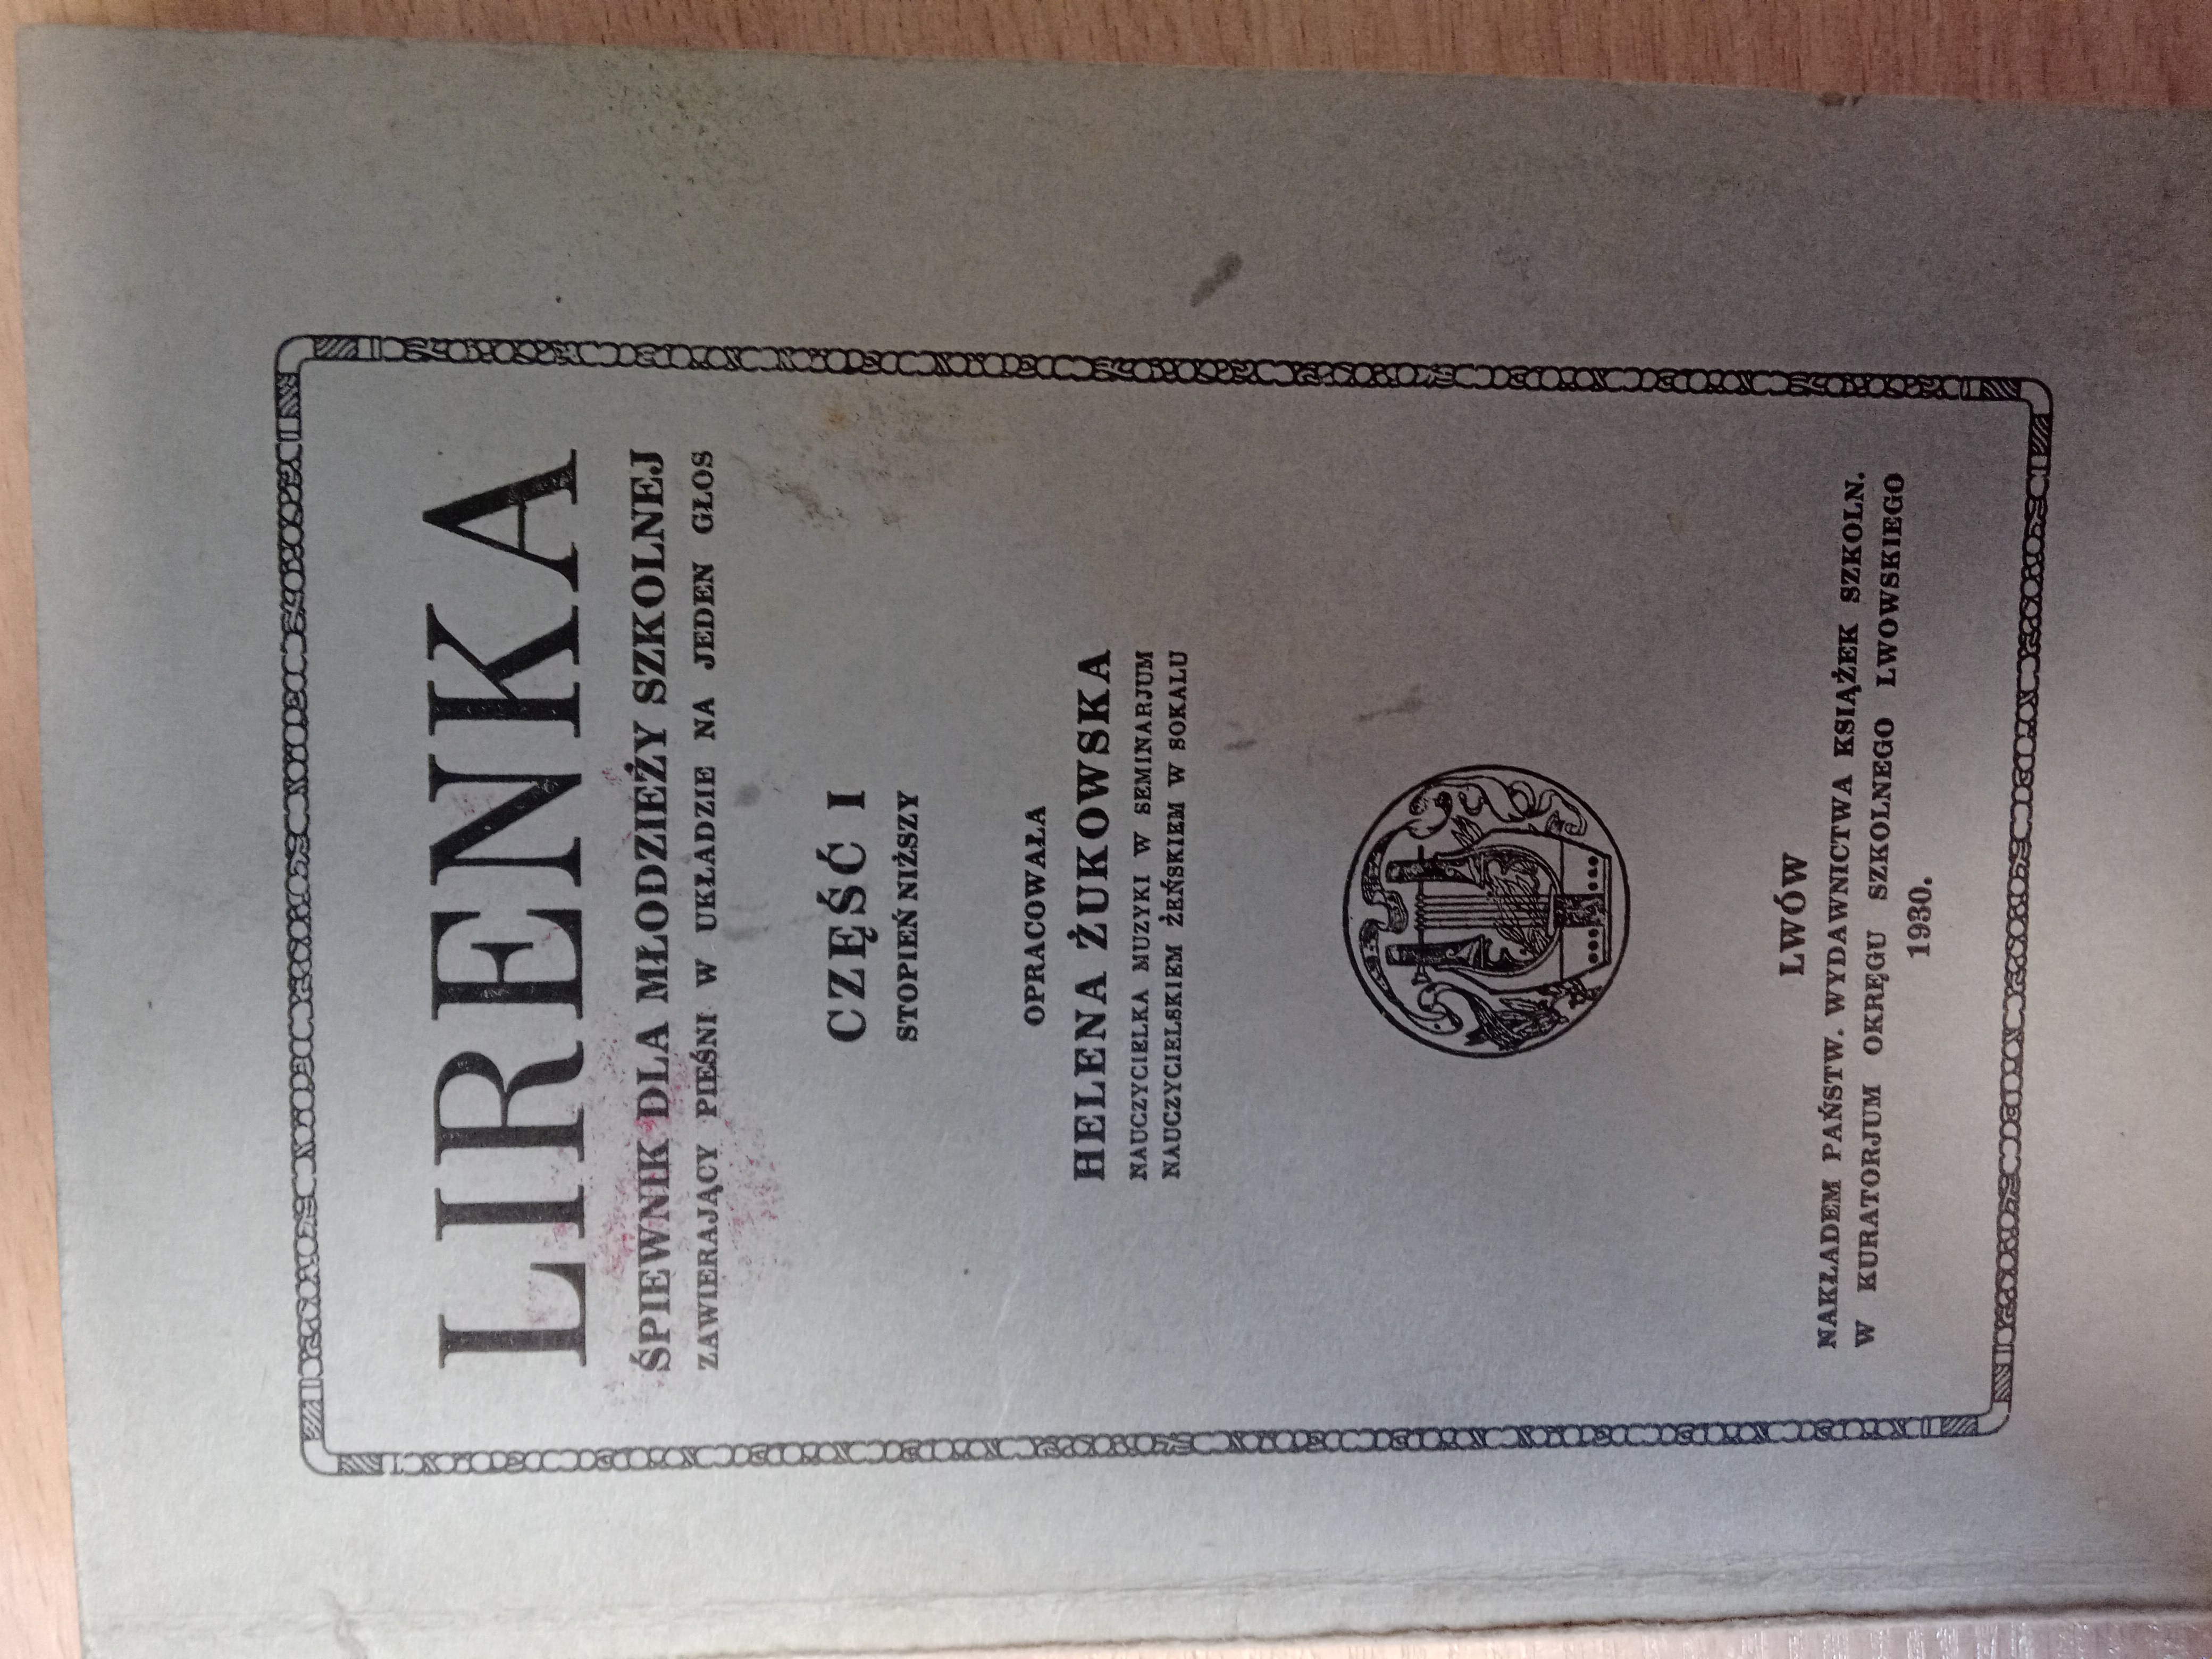 LIRENKA
ŚPIEWNIK DLA MŁODZIEŻY SZKOLNEJ
ZAWIERAJĄCY PIEŚNI W UKŁADZIE NA JEDEN GŁOS
CZĘŚĆ I
STOPIEŃ NIŻSZY
OPRACOWAŁA
HELENA ŻUKOWSKA
NAUCZYCIELKA MUZYKI W SEMINARJUM
NAUCZYCIELSKIEM ŻEŃSKIEM W SOKALU
LWÓW
NAKŁADEM PAŃSTW. WYDAWNICTWA KSIĄŻEK SZKOLN.
W KURATORJUM OKRĘGU SZKOLNEGO LWOWSKIEGO
1930.